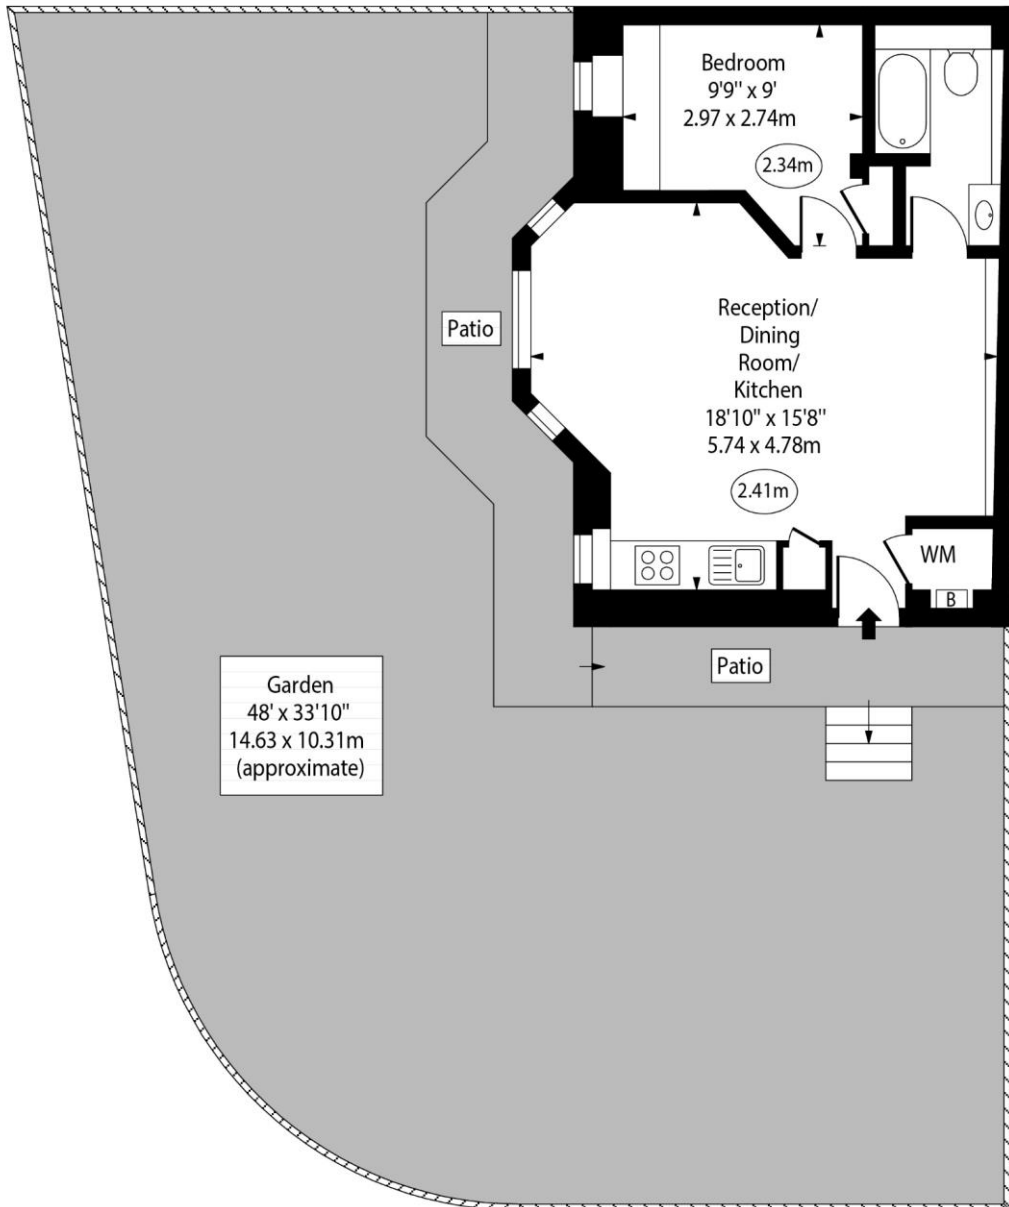 Bedroom
9'9" x 9'
2.97 x 2.74m
2.34m
Reception/
Dining
Room/
Kitchen
18'10" x 15'8"
5.74 x 4.78m
2.41m
Patio
WM
B
Patio
Garden
48' x 33'10"
14.63 x 10.31m
(approximate)